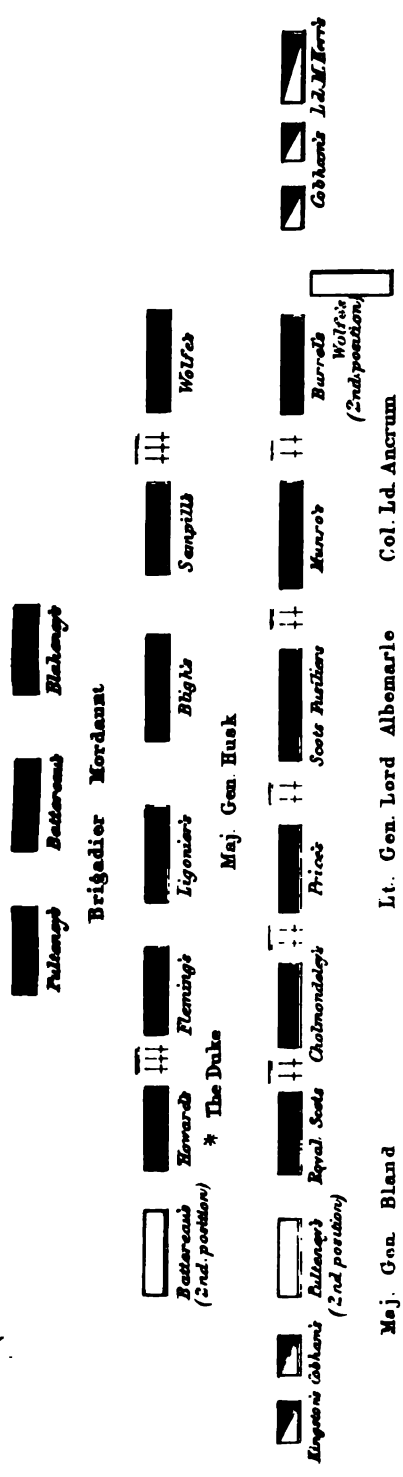 Pulteney's Battereau's Blakeney's
Brigadier Mordaunt
Battereau's Howard's Fleming's Ligonier's Bligh's Sempill's Wolfe's
(2nd. position)
* The Duke
Maj. Gen. Husk
Kingston's Cobham's Pulteney's Royal Scots Cholmondeley's Price's Scots Fusiliers Munro's Burrel's Wolfe's Cobham's Ld. M. Kerr's
(2nd position) (2nd position)
Maj. Gen. Bland Lt. Gen. Lord Albemarle Col. Ld. Ancrum